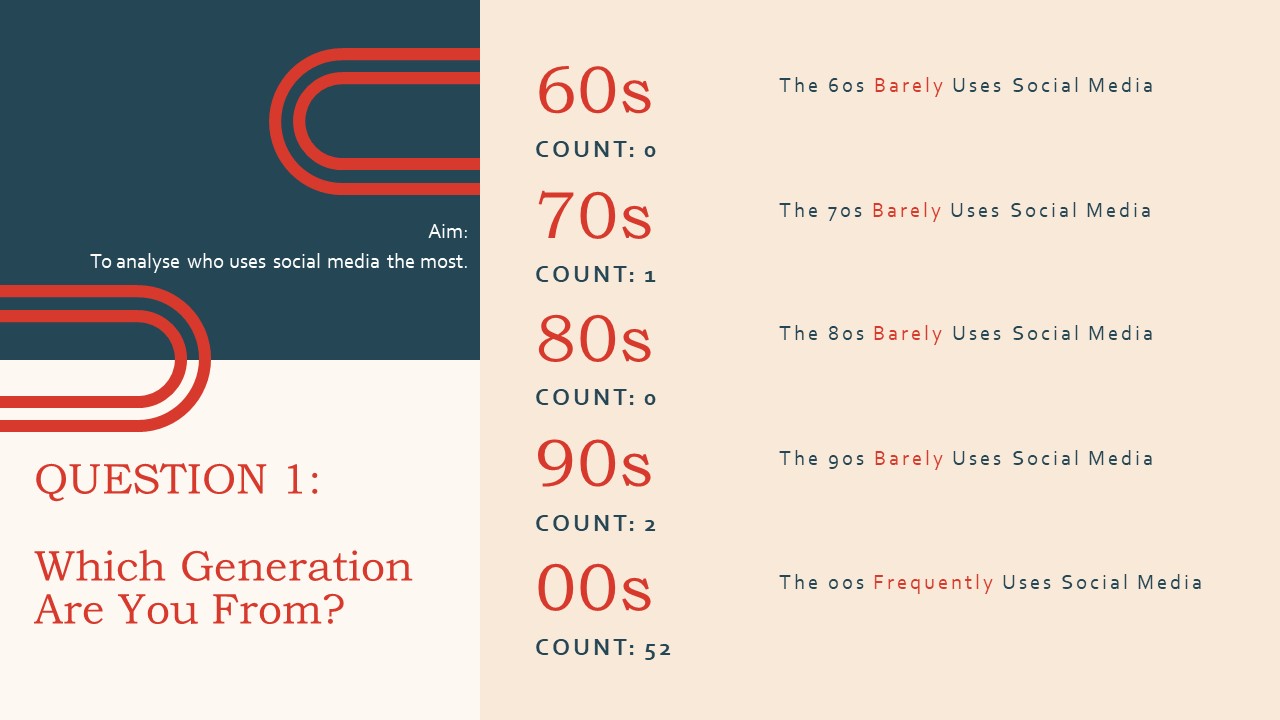 Aim:
To analyse who uses social media the most.
QUESTION 1:
Which Generation
Are You From?
60s
COUNT: 0
The 60s Barely Uses Social Media
70s
COUNT: 1
The 70s Barely Uses Social Media
80s
COUNT: 0
The 80s Barely Uses Social Media
90s
COUNT: 2
The 90s Barely Uses Social Media
00s
COUNT: 52
The 00s Frequently Uses Social Media